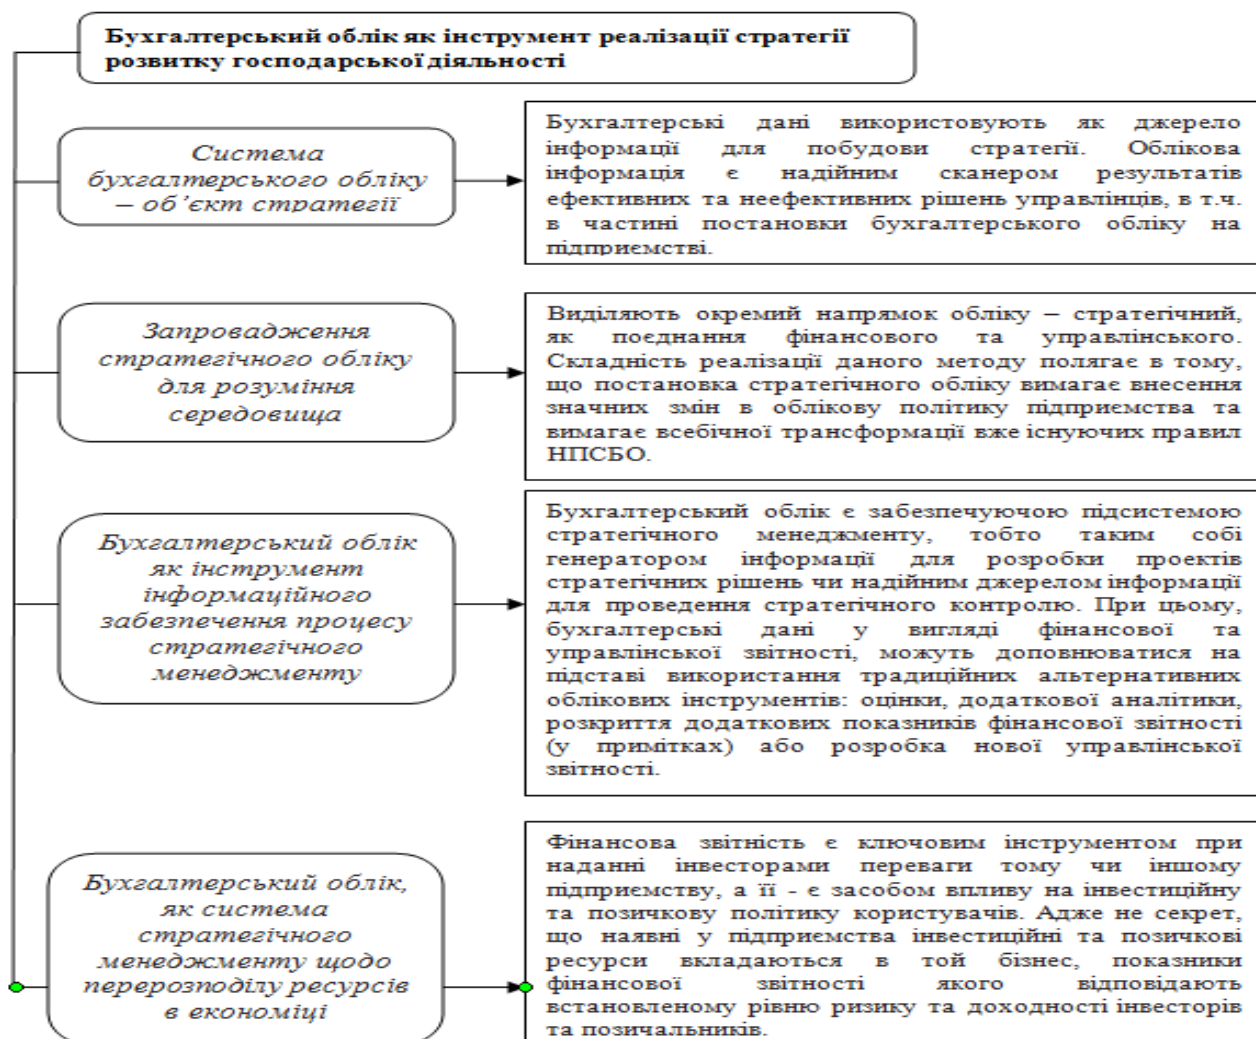 Бухгалтерський облік як інструмент реалізації стратегії
розвитку господарської діяльності
Система
бухгалтерського обліку
– об’єкт стратегії
Бухгалтерські дані використовують як джерело
інформації для побудови стратегії. Облікова
інформація є надійним сканером результатів
ефективних та неефективних рішень управлінців, в т.ч.
в частині постановки бухгалтерського обліку на
підприємстві.
Запровадження
стратегічного обліку
для розуміння
середовища
Виділяють окремий напрямок обліку – стратегічний,
як поєднання фінансового та управлінського.
Складність реалізації даного методу полягає в тому,
що постановка стратегічного обліку вимагає внесення
значних змін в облікову політику підприємства та
вимагає всебічної трансформації вже існуючих правил
НПСБО.
Бухгалтерський облік
як інструмент
інформаційного
забезпечення процесу
стратегічного
менеджменту
Бухгалтерський облік є забезпечуючою підсистемою
стратегічного менеджменту, тобто таким собі
генератором інформації для розробки проектів
стратегічних рішень чи надійним джерелом інформації
для проведення стратегічного контролю. При цьому,
бухгалтерські дані у вигляді фінансової та
управлінської звітності, можуть доповнюватися на
підставі використання традиційних альтернативних
облікових інструментів: оцінки, додаткової аналітики,
розкриття додаткових показників фінансової звітності
(у примітках) або розробка нової управлінської
звітності.
Бухгалтерський облік,
як система
стратегічного
менеджменту щодо
перерозподілу ресурсів
в економіці
Фінансова звітність є ключовим інструментом при
наданні інвесторами переваги тому чи іншому
підприємству, а її - є засобом впливу на інвестиційну
та позичкову політику користувачів. Адже не секрет,
що наявні у підприємства інвестиційні та позичкові
ресурси вкладаються в той бізнес, показники
фінансової звітності якого відповідають
встановленому рівню ризику та доходності інвесторів
та позичальників.